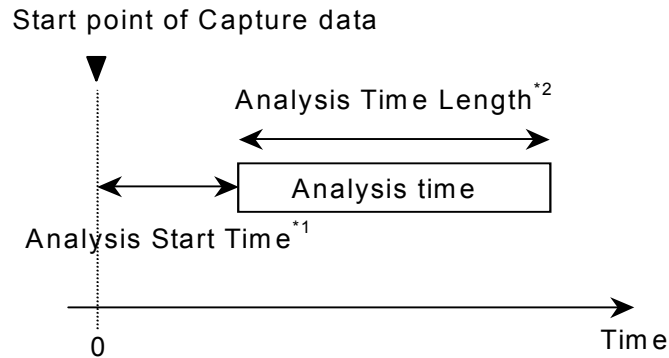 Start point of Capture data
Analysis Time Length*2
Analysis time
Analysis Start Time*1
0
Time